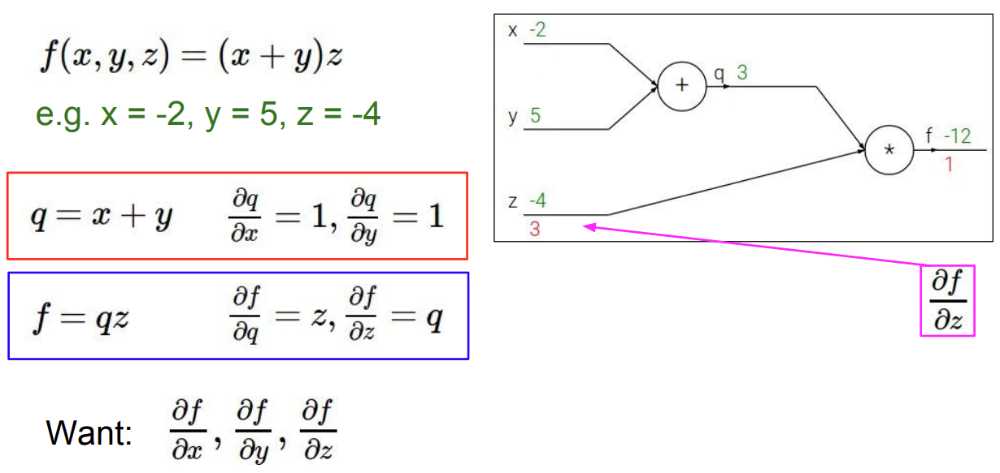 f(x, y, z) = (x + y)z
e.g. x = -2, y = 5, z = -4
q = x + y    ∂q/∂x = 1, ∂q/∂y = 1
f = qz    ∂f/∂q = z, ∂f/∂z = q
Want: ∂f/∂x, ∂f/∂y, ∂f/∂z
x -2
+
q 3
y 5
*
f -12
1
z -4
3
∂f/∂z